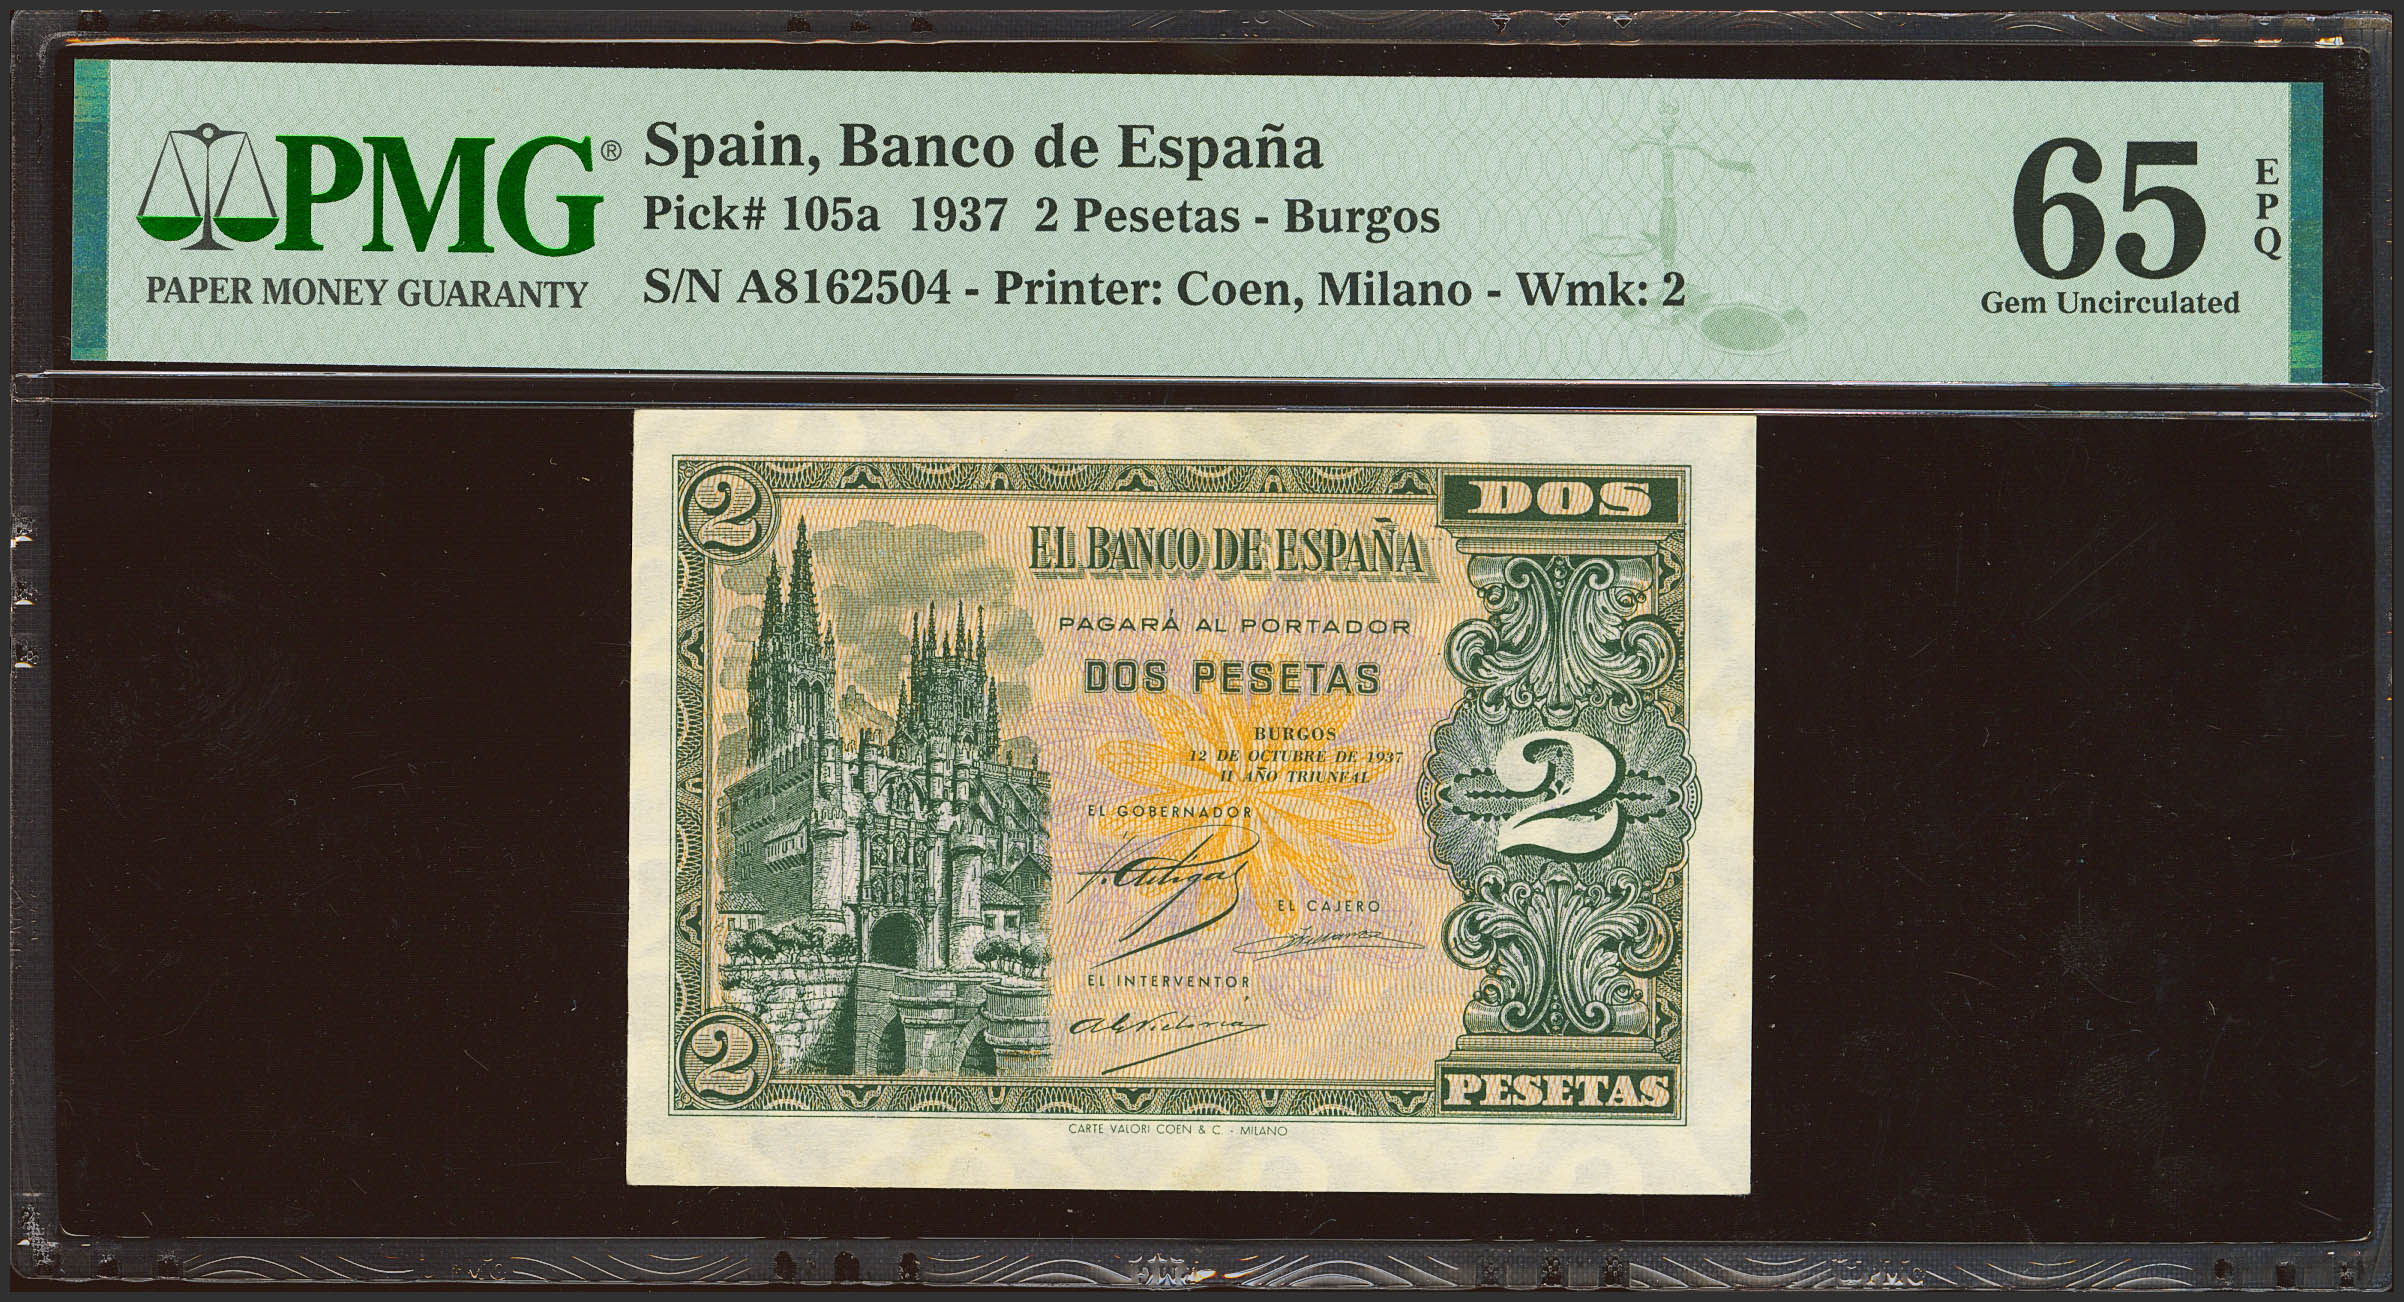 PMG®
PAPER MONEY GUARANTY
Spain, Banco de España
Pick# 105a 1937 2 Pesetas - Burgos
S/N A8162504 - Printer: Coen, Milano - Wmk: 2
65
EPQ
Gem Uncirculated
2
DOS
EL BANCO DE ESPAÑA
PAGARÁ AL PORTADOR
DOS PESETAS
BURGOS
12 DE OCTUBRE DE 1937
II AÑO TRIUNFAL
2
EL GOBERNADOR
EL CAJERO
EL INTERVENTOR
2
PESETAS
CARTE VALORI COEN & C. - MILANO